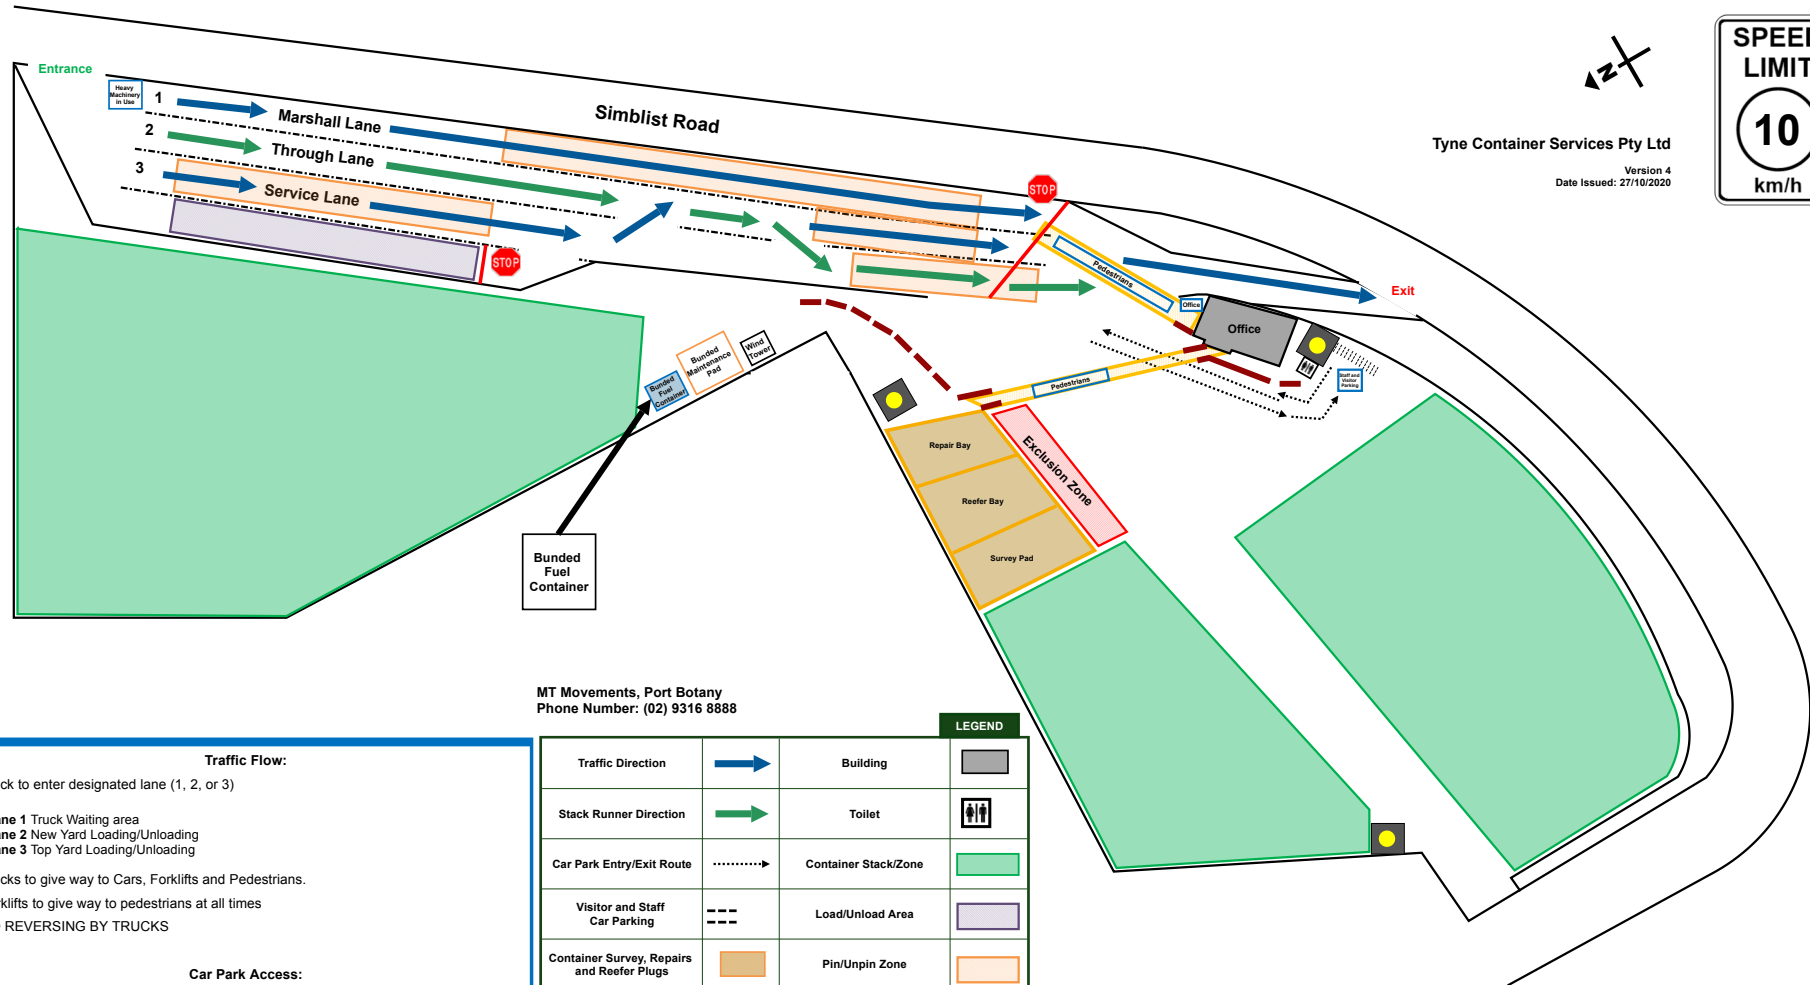 Entrance
Heavy
Machinery
in Use
1
2
3
Marshall Lane
Through Lane
Service Lane
Simblist Road
STOP
STOP
N
SPEED
LIMIT
10
km/h
Tyne Container Services Pty Ltd
Version 4
Date Issued: 27/10/2020
Pedestrians
Exit
Office
Office
Staff and
Visitor
Parking
Pedestrians
Wind
Tower
Bunded
Maintenance
Pad
Bunded
Fuel
Container
Repair Bay
Reefer Bay
Survey Pad
Exclusion Zone
Bunded
Fuel
Container
MT Movements, Port Botany
Phone Number: (02) 9316 8888
LEGEND
Traffic Direction
Building
Stack Runner Direction
Toilet
Car Park Entry/Exit Route
Container Stack/Zone
Visitor and Staff
Car Parking
Load/Unload Area
Container Survey, Repairs
and Reefer Plugs
Pin/Unpin Zone
Traffic Flow:
ck to enter designated lane (1, 2, or 3)
ne 1 Truck Waiting area
ne 2 New Yard Loading/Unloading
ne 3 Top Yard Loading/Unloading
cks to give way to Cars, Forklifts and Pedestrians.
klifts to give way to pedestrians at all times
REVERSING BY TRUCKS
Car Park Access: